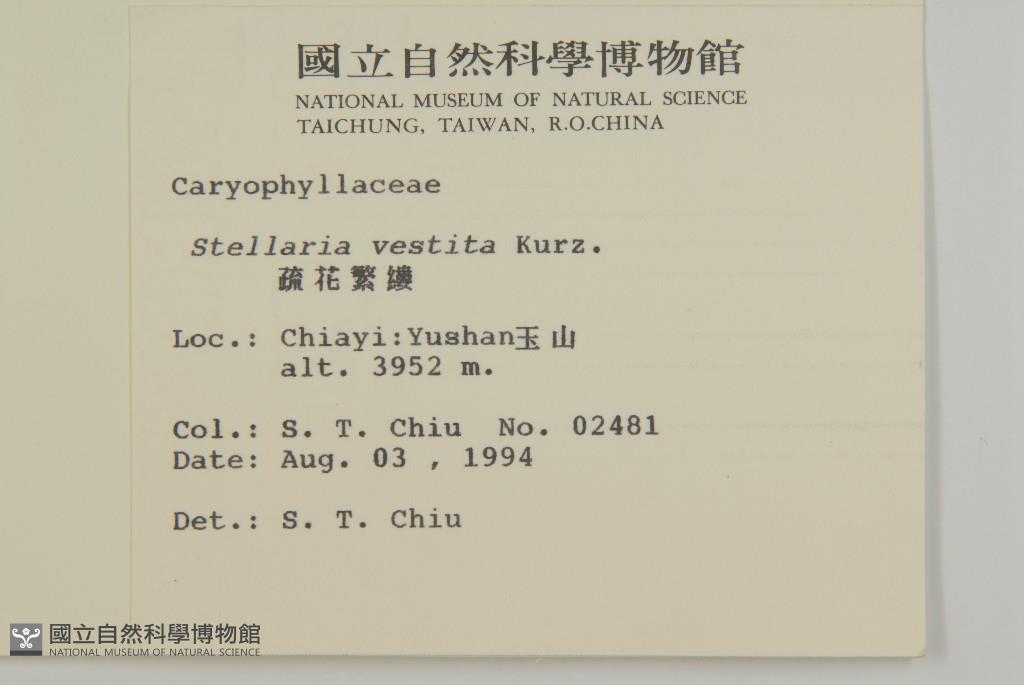 國立自然科學博物館
NATIONAL MUSEUM OF NATURAL SCIENCE
TAICHUNG, TAIWAN, R.O.CHINA
Caryophyllaceae
Stellaria vestita Kurz.
疏花繁縷
Loc.: Chiayi:Yushan玉山
alt. 3952 m.
Col.: S. T. Chiu No. 02481
Date: Aug. 03 , 1994
Det.: S. T. Chiu
國立自然科學博物館
NATIONAL MUSEUM OF NATURAL SCIENCE